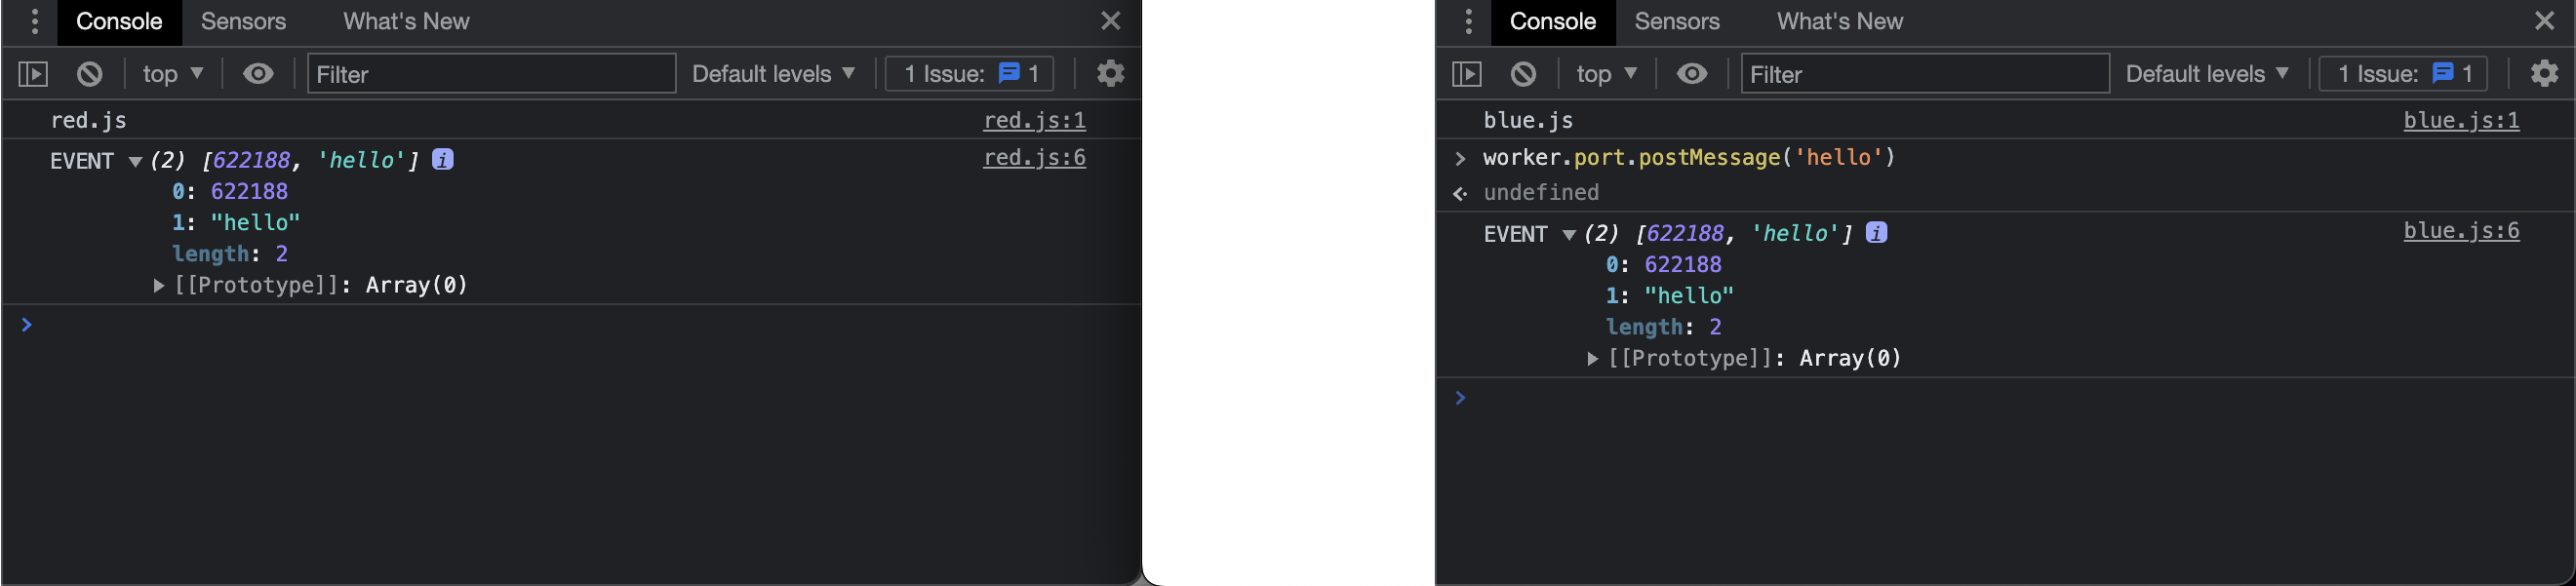 Console Sensors What's New
top Filter Default levels 1 Issue: 1
red.js red.js:1
EVENT (2) [622188, 'hello'] i red.js:6
0: 622188
1: "hello"
length: 2
[[Prototype]]: Array(0)
Console Sensors What's New
top Filter Default levels 1 Issue: 1
blue.js blue.js:1
worker.port.postMessage('hello')
undefined
EVENT (2) [622188, 'hello'] i blue.js:6
0: 622188
1: "hello"
length: 2
[[Prototype]]: Array(0)